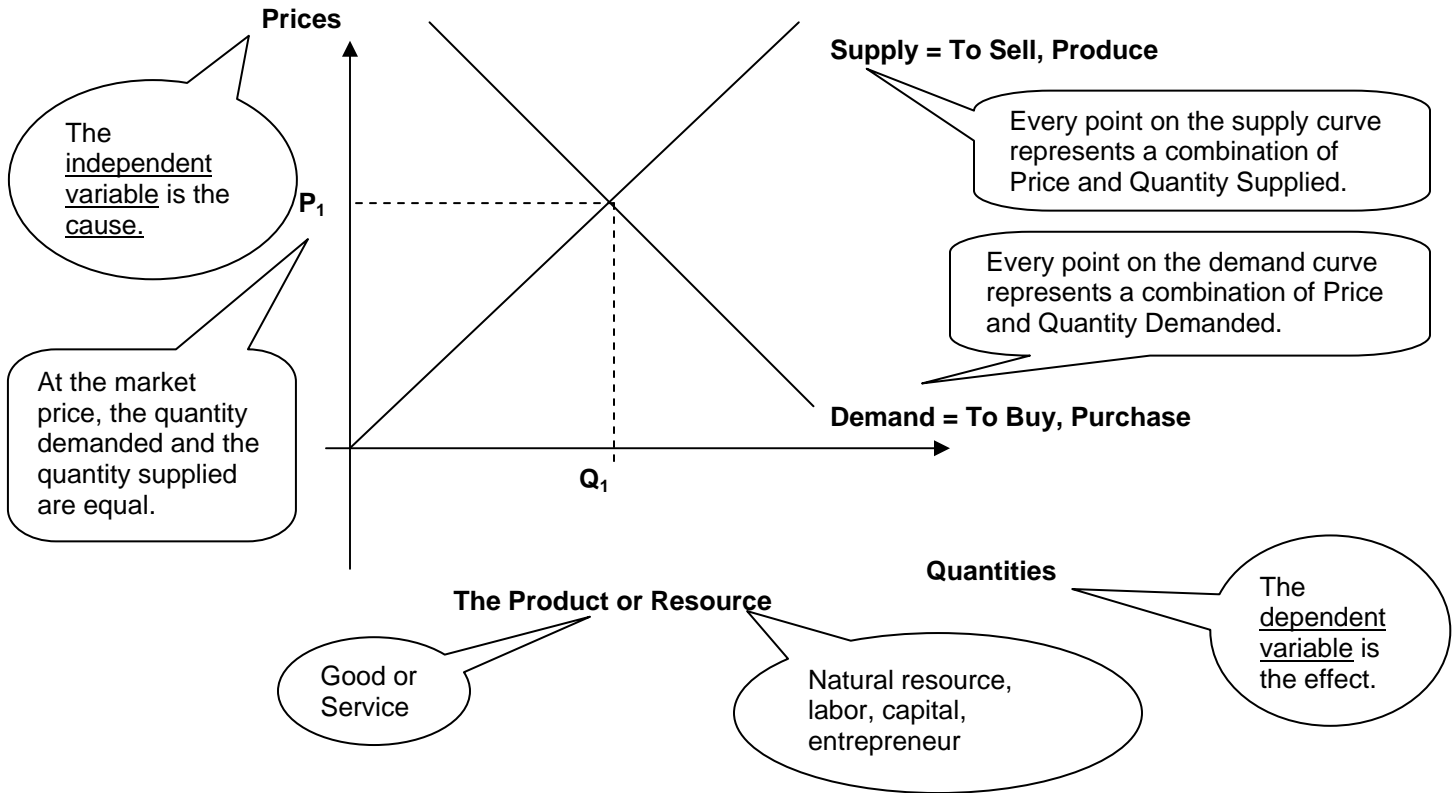 Prices
Supply = To Sell, Produce
The
independent
variable is the
cause.
Every point on the supply curve
represents a combination of
Price and Quantity Supplied.
P₁
Every point on the demand curve
represents a combination of Price
and Quantity Demanded.
At the market
price, the quantity
demanded and the
quantity supplied
are equal.
Demand = To Buy, Purchase
Q₁
Quantities
The
dependent
variable is
the effect.
The Product or Resource
Good or
Service
Natural resource,
labor, capital,
entrepreneur